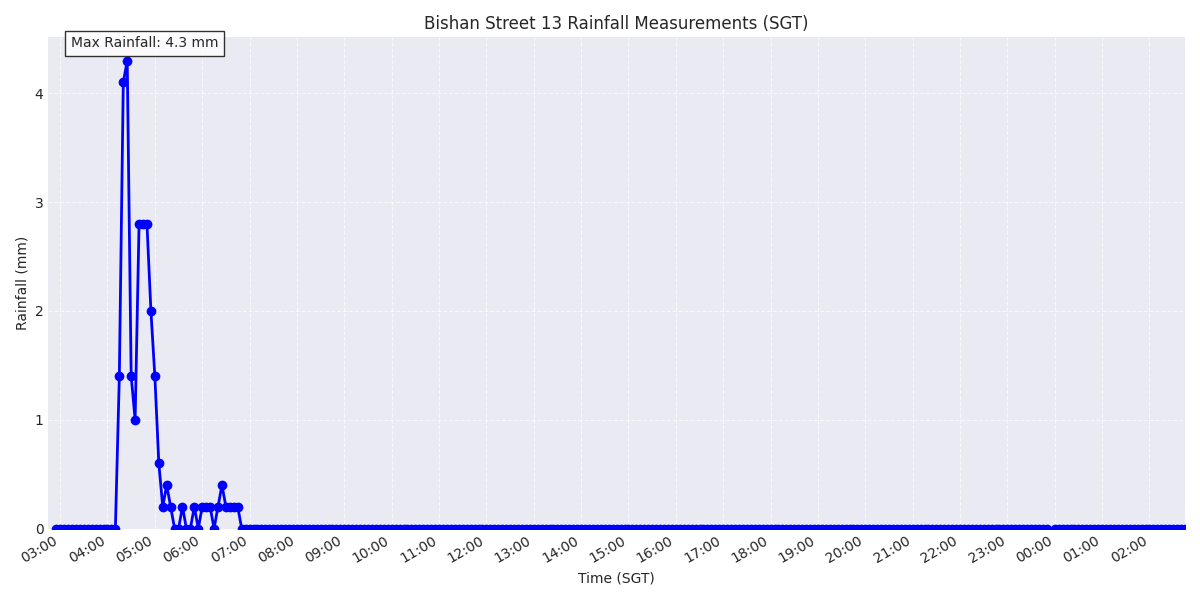 Bishan Street 13 Rainfall Measurements (SGT)
Max Rainfall: 4.3 mm
Rainfall (mm)
4
3
2
1
0
03:00 04:00 05:00 06:00 07:00 08:00 09:00 10:00 11:00 12:00 13:00 14:00 15:00 16:00 17:00 18:00 19:00 20:00 21:00 22:00 23:00 00:00 01:00 02:00
Time (SGT)